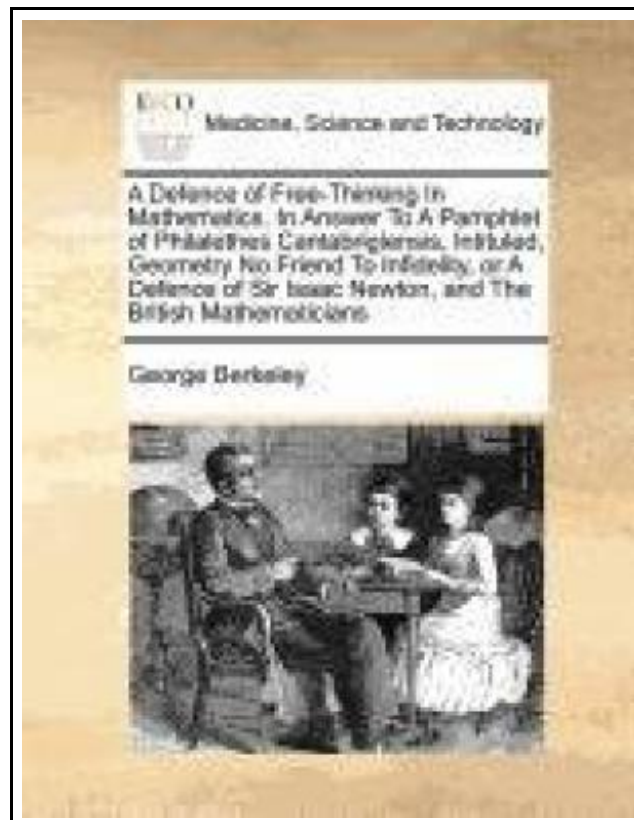 ECCO
Medicine, Science and Technology
A Defence of Free-Thinking In
Mathematics. In Answer To A Pamphlet
of Philalethes Cantabrigiensis, Intituled,
Geometry No Friend To Infidelity, or A
Defence of Sir Isaac Newton, and The
British Mathematicians
George Berkeley